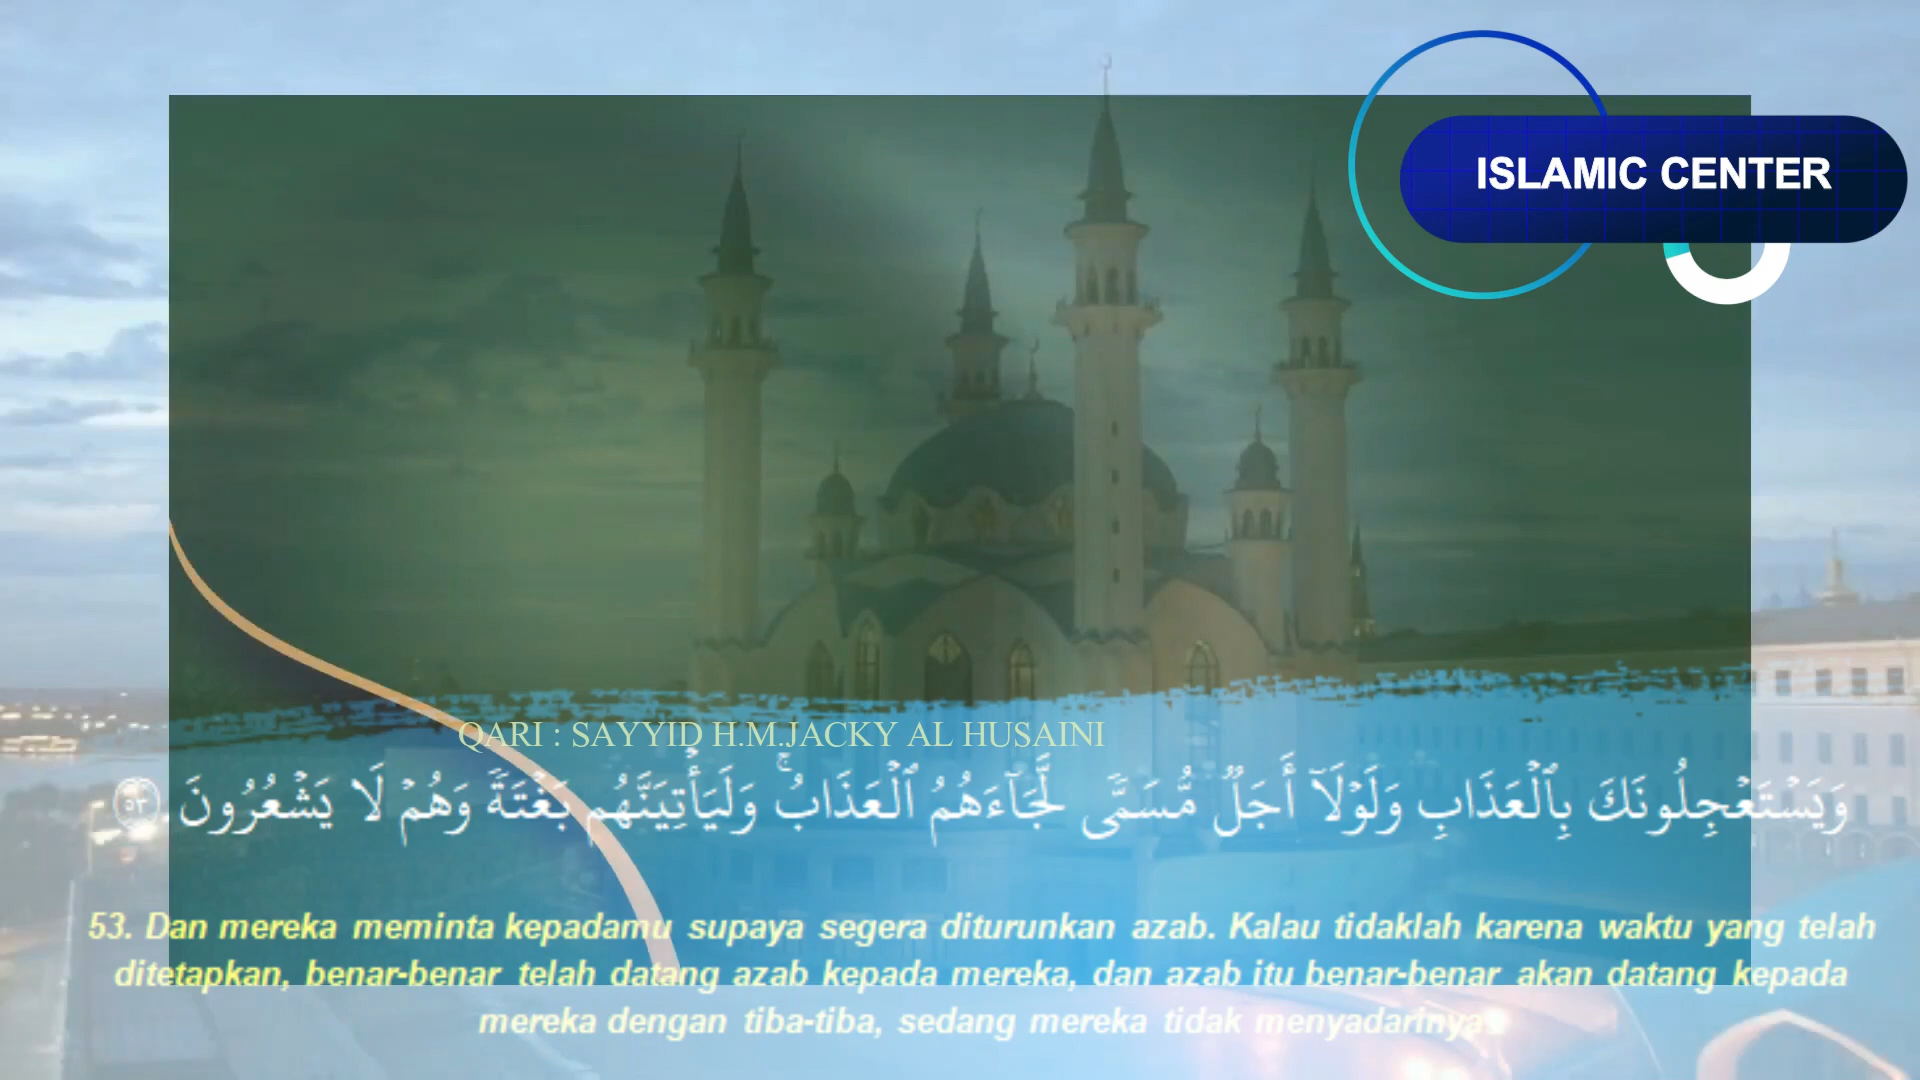 ISLAMIC CENTER
QARI : SAYYID H.M.JACKY AL HUSAINI
وَيَسْتَعْجِلُونَكَ بِٱلْعَذَابِ وَلَوْلَآ أَجَلٌ مُّسَمًّى لَّجَآءَهُمُ ٱلْعَذَابُ ۚ وَلَيَأْتِيَنَّهُم بَغْتَةً وَهُمْ لَا يَشْعُرُونَ ٥٣
53. Dan mereka meminta kepadamu supaya segera diturunkan azab. Kalau tidaklah karena waktu yang telah
ditetapkan, benar-benar telah datang azab kepada mereka, dan azab itu benar-benar akan datang kepada
mereka dengan tiba-tiba, sedang mereka tidak menyadarinya.